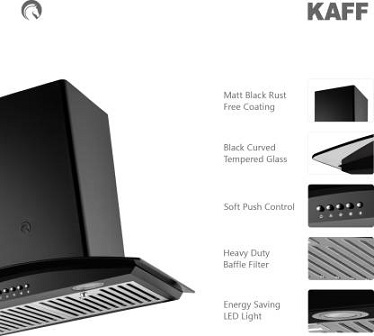 KAFF
Matt Black Rust
Free Coating
Black Curved
Tempered Glass
Soft Push Control
Heavy Duty
Baffle Filter
Energy Saving
LED Light